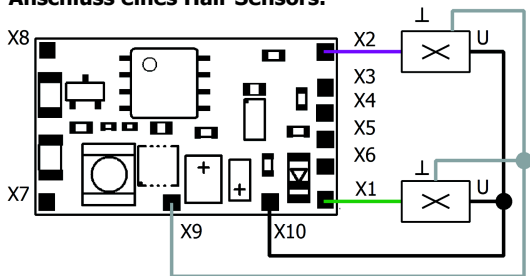 Anschluss eines Hall-Sensors:
X8
X2
U
X3
X4
X5
X6
X1
U
X7
X9
X10